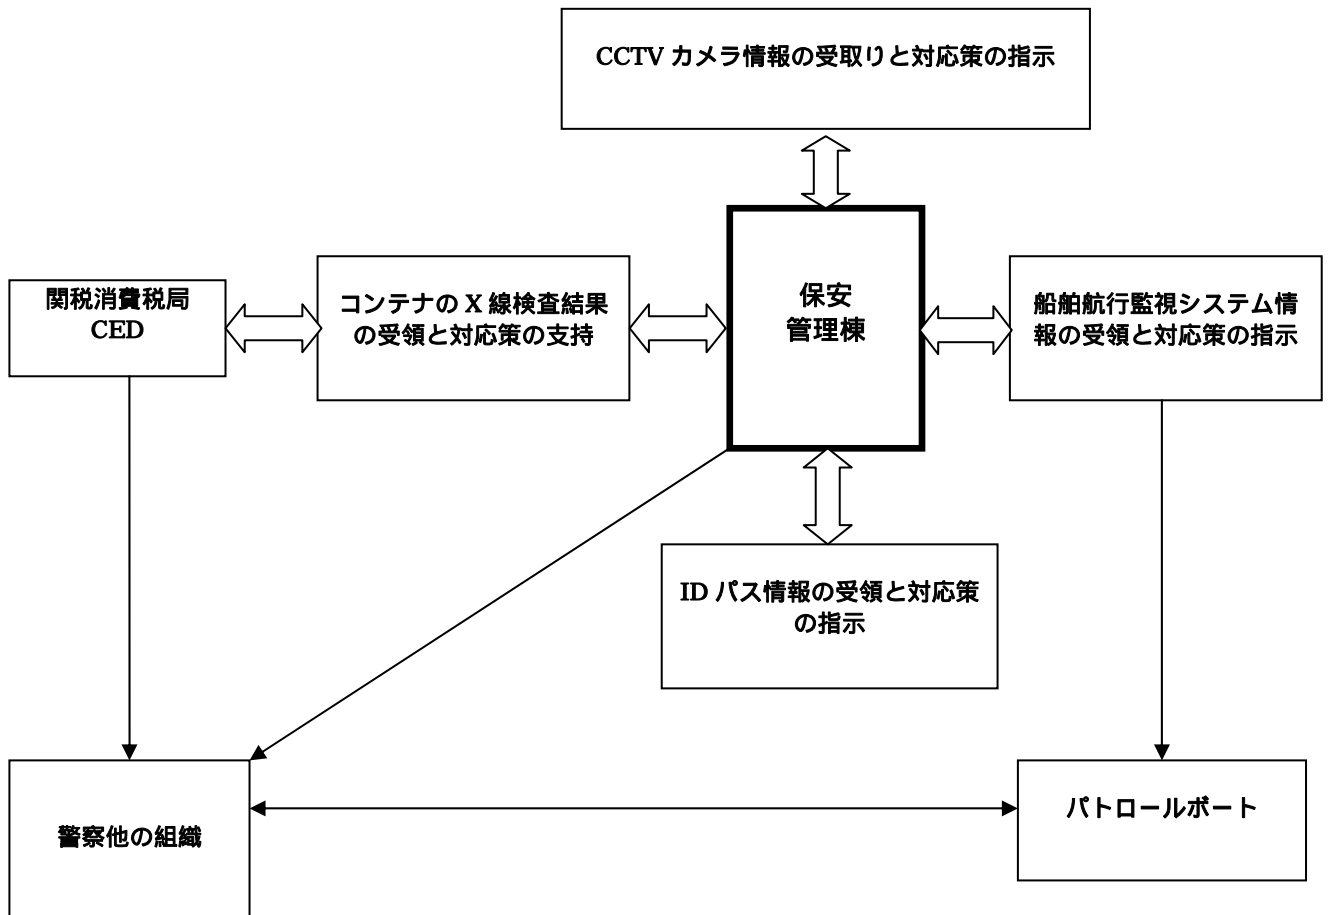 CCTV カメラ情報の受取りと対応策の指示
関税消費税局
CED
コンテナの X 線検査結果
の受領と対応策の支持
保安
管理棟
船舶航行監視システム情
報の受領と対応策の指示
ID パス情報の受領と対応策
の指示
警察他の組織
パトロールボート